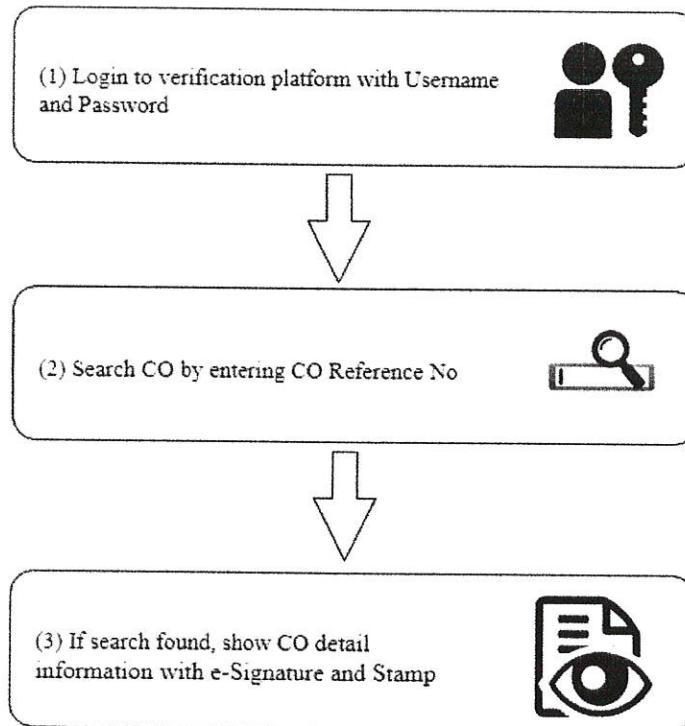 (1) Login to verification platform with Username
and Password
(2) Search CO by entering CO Reference No
(3) If search found, show CO detail
information with e-Signature and Stamp